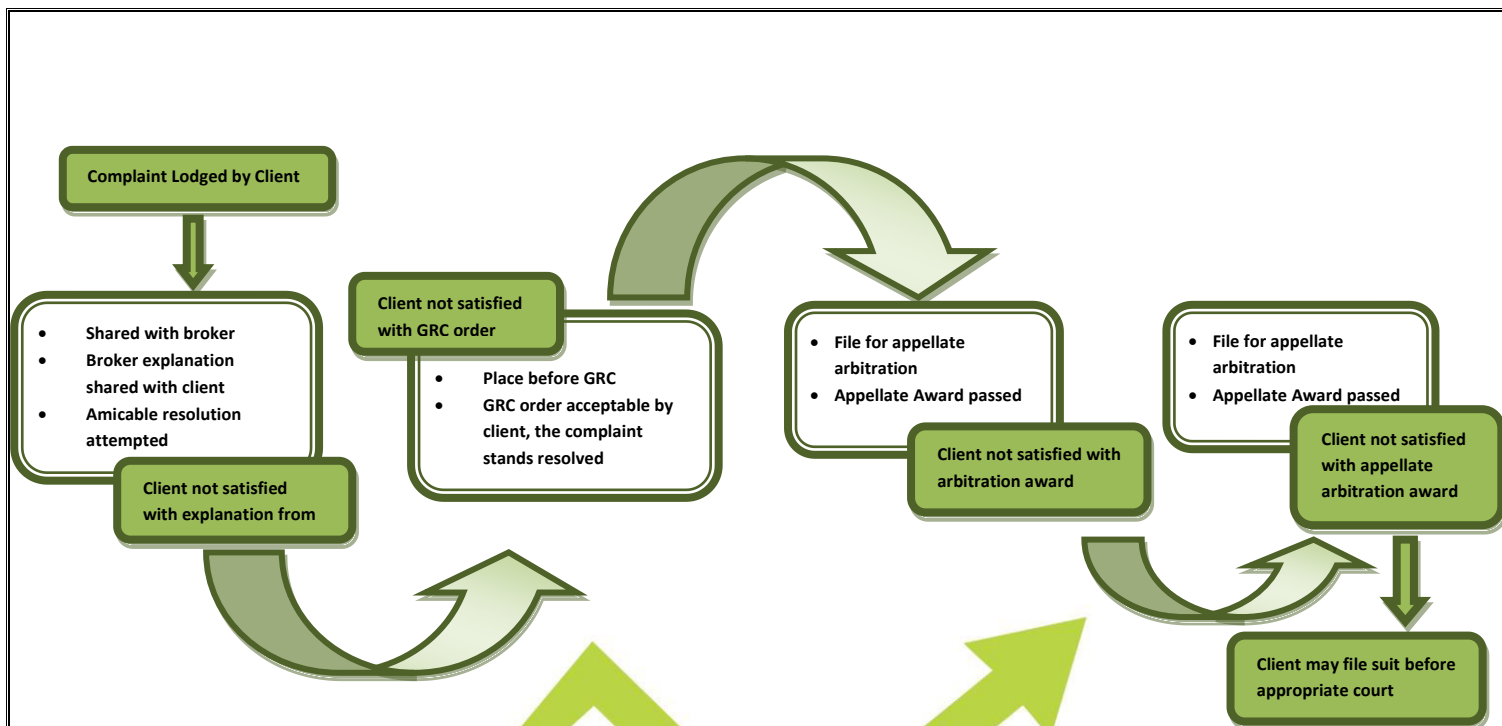 Complaint Lodged by Client
• Shared with broker
• Broker explanation
shared with client
• Amicable resolution
attempted
Client not satisfied
with explanation from
Client not satisfied
with GRC order
• Place before GRC
• GRC order acceptable by
client, the complaint
stands resolved
• File for appellate
arbitration
• Appellate Award passed
Client not satisfied with
arbitration award
• File for appellate
arbitration
• Appellate Award passed
Client not satisfied
with appellate
arbitration award
Client may file suit before
appropriate court